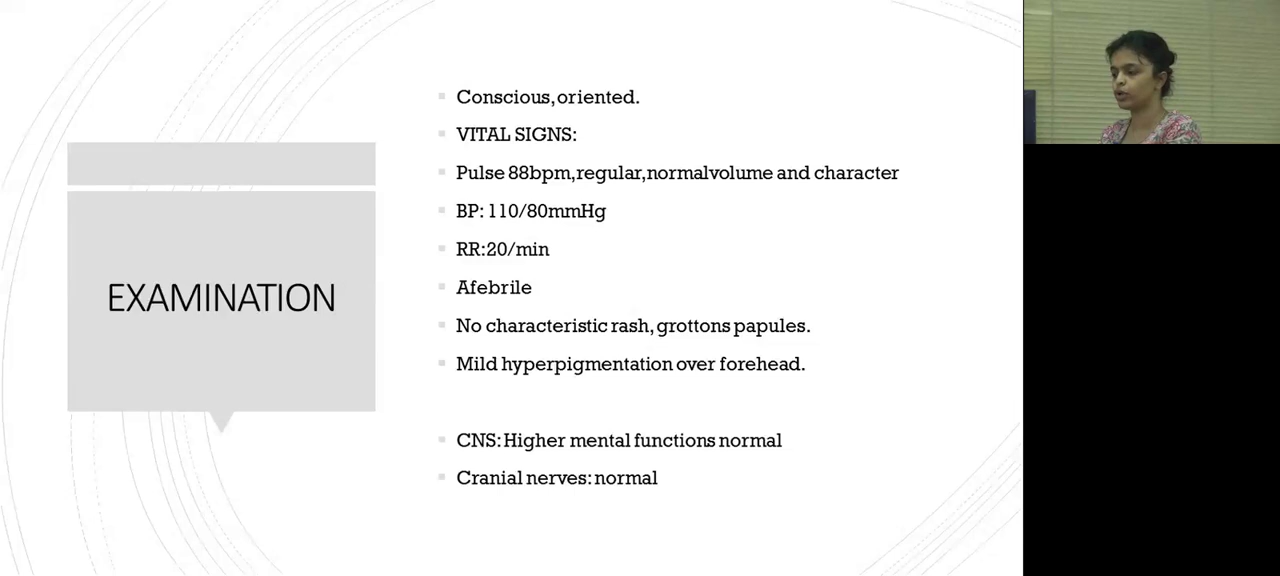 EXAMINATION
Conscious, oriented.
VITAL SIGNS:
Pulse 88bpm,regular,normalvolume and character
BP: 110/80mmHg
RR:20/min
Afebrile
No characteristic rash, grottons papules.
Mild hyperpigmentation over forehead.
CNS: Higher mental functions normal
Cranial nerves: normal